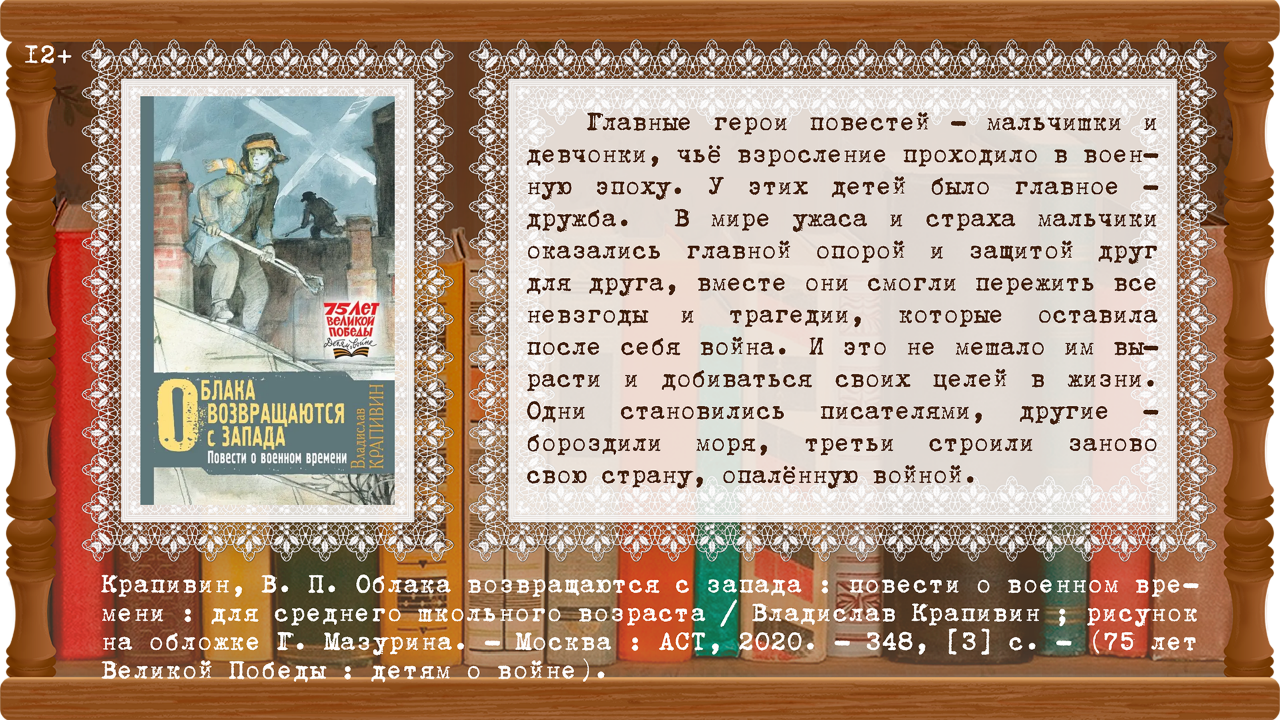 12+
75 ЛЕТ
ВЕЛИКОЙ
ПОБЕДЫ
Детям о войне
ОБЛАКА
ВОЗВРАЩАЮТСЯ
С ЗАПАДА
Повести о военном времени
Владислав
КРАПИВИН
Главные герои повестей – мальчишки и
девчонки, чьё взросление проходило в воен-
ную эпоху. У этих детей было главное –
дружба. В мире ужаса и страха мальчики
оказались главной опорой и защитой друг
для друга, вместе они смогли пережить все
невзгоды и трагедии, которые оставила
после себя война. И это не мешало им вы-
расти и добиваться своих целей в жизни.
Одни становились писателями, другие –
бороздили моря, третьи строили заново
свою страну, опалённую войной.
Крапивин, В. П. Облака возвращаются с запада : повести о военном вре-
мени : для среднего школьного возраста / Владислав Крапивин ; рисунок
на обложке Г. Мазурина. – Москва : АСТ, 2020. – 348, [3] с. – (75 лет
Великой Победы : детям о войне).